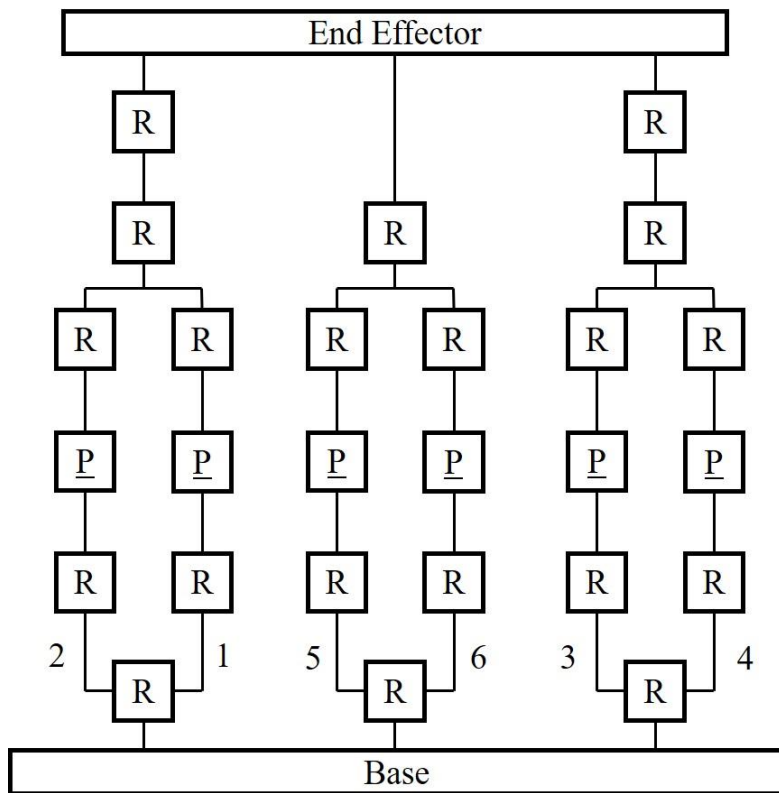 End Effector
R R
R R R
R R R R R R
P P P P P P
R R R R R R
2 1 5 6 3 4
R R R
Base